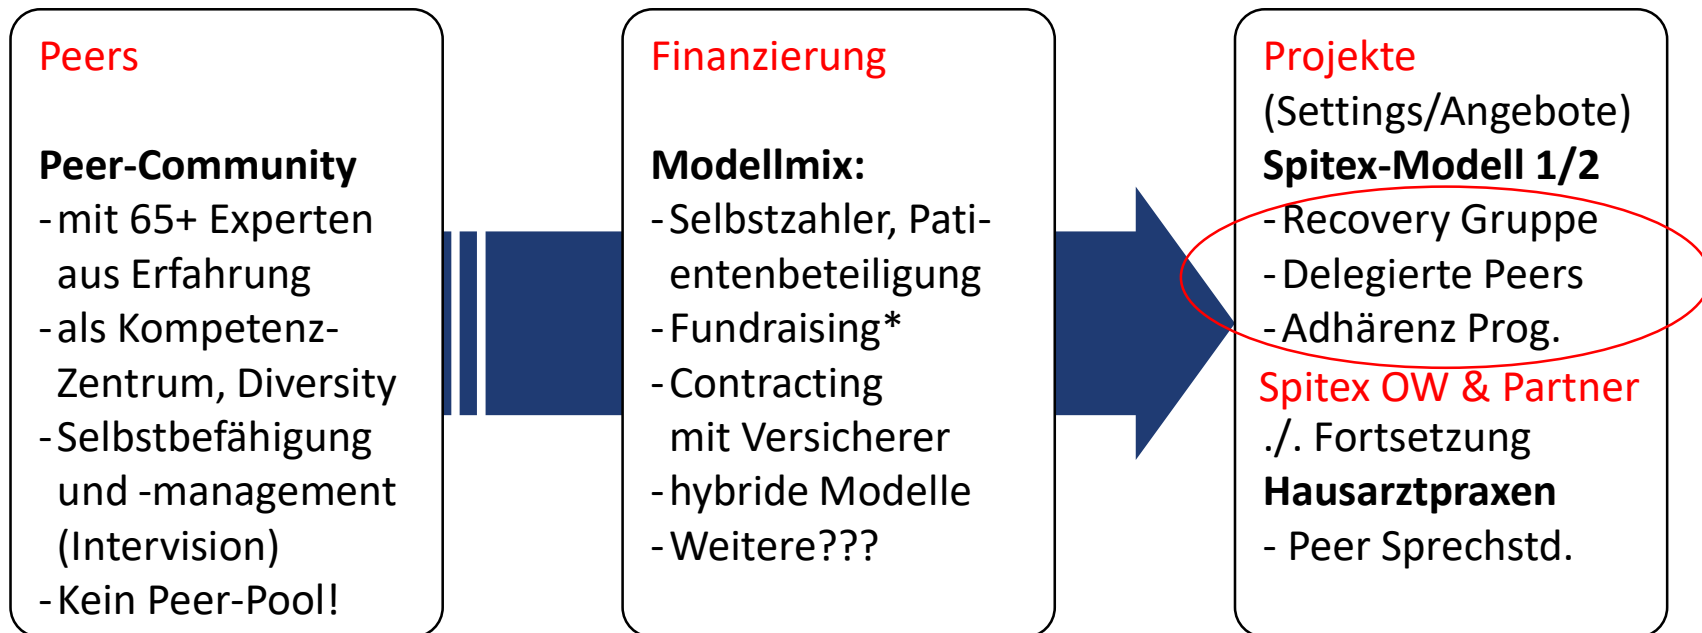 Peers
Peer-Community
-mit 65+ Experten
aus Erfahrung
-als Kompetenz-
Zentrum, Diversity
-Selbstbefähigung
und -management
(Intervision)
-Kein Peer-Pool!
Finanzierung
Modellmix:
-Selbstzahler, Pati-
entenbeteiligung
-Fundraising*
-Contracting
mit Versicherer
-hybride Modelle
-Weitere???
Projekte
(Settings/Angebote)
Spitex-Modell 1/2
-Recovery Gruppe
-Delegierte Peers
-Adhärenz Prog.
Spitex OW & Partner
./. Fortsetzung
Hausarztpraxen
- Peer Sprechstd.